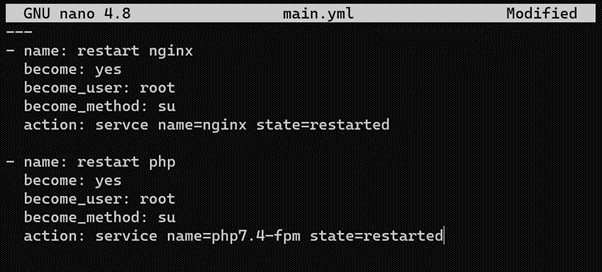 GNU nano 4.8 main.yml Modified
---
- name: restart nginx
  become: yes
  become_user: root
  become_method: su
  action: servce name=nginx state=restarted

- name: restart php
  become: yes
  become_user: root
  become_method: su
  action: service name=php7.4-fpm state=restarted